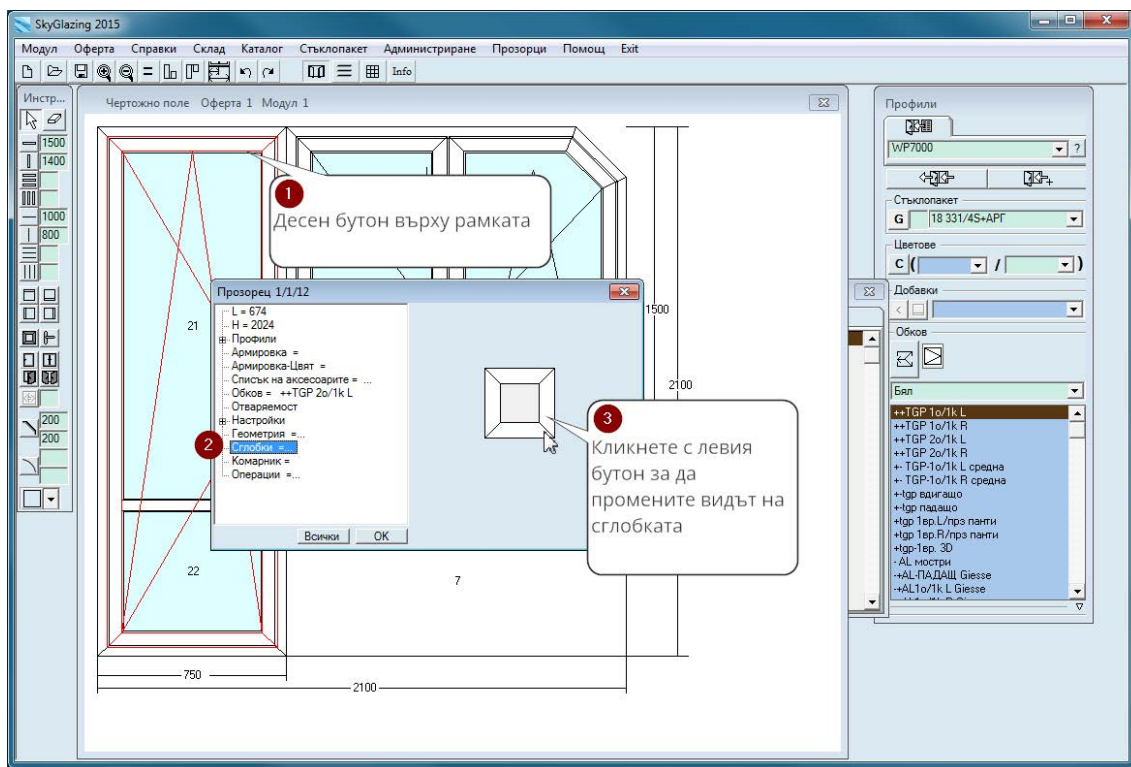 SkyGlazing 2015
Модул Оферта Справки Склад Каталог Стъклопакет Администриране Прозорци Помощ Exit
Info
Инстр...
1500
1400
1000
800
200
200
Чертожно поле Оферта 1 Модул 1
1
Десен бутон върху рамката
21
22
7
1500
2100
750
2100
Прозорец 1/1/12
L = 674
H = 2024
Профили
Армировка =
Армировка-Цвят =
Списък на аксесоарите = ...
Обков = ++TGP 2o/1k L
Отваряемост
Настройки
Геометрия =...
2
Сглобки =...
Комарник =
Операции =...
Всички OK
3
Кликнете с левия
бутон за да
промените видът на
сглобката
Профили
WP7000
?
Стъклопакет
G 18 331/4S+АРГ
Цветове
C ( / )
Добавки
<
Обков
Бял
++TGP 1o/1k L
++TGP 1o/1k R
++TGP 2o/1k L
++TGP 2o/1k R
+- TGP-1o/1k L средна
+- TGP-1o/1k R средна
+-tgp вдигащо
+-tgp падащо
+tgp 1вр.L/прз панти
+tgp 1вр.R/прз панти
+tgp-1вр. 3D
- AL мостри
-+AL-ПАДАЩ Giesse
-+AL1o/1k L Giesse